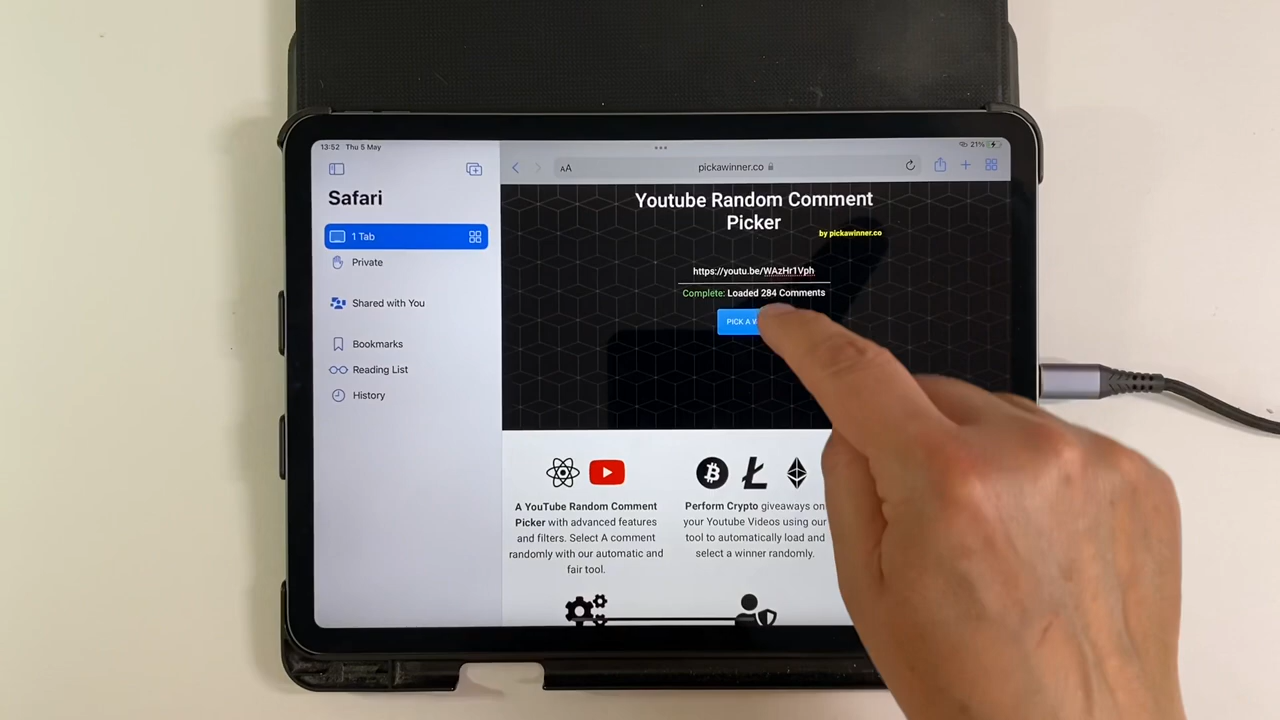 13:52 Thu 5 May
21%
Safari
1 Tab
Private
Shared with You
Bookmarks
Reading List
History
AA
pickawinner.co
Youtube Random Comment
Picker
by pickawinner.co
https://youtu.be/WAzHr1Vph
Complete: Loaded 284 Comments
PICK A
A YouTube Random Comment
Picker with advanced features
and filters. Select A comment
randomly with our automatic and
fair tool.
Perform Crypto giveaways on
your Youtube Videos using our
tool to automatically load and
select a winner randomly.